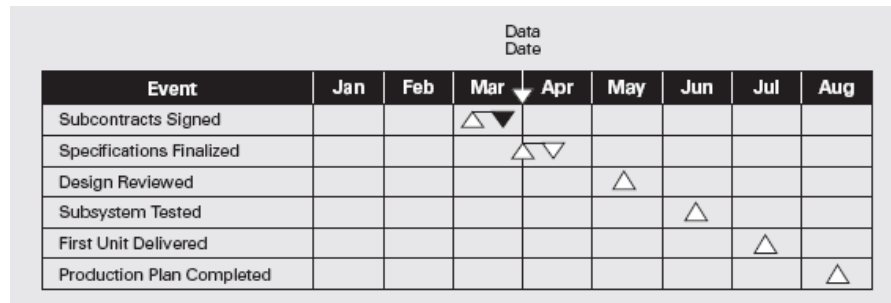 Data
Date
Event Jan Feb Mar Apr May Jun Jul Aug
Subcontracts Signed
Specifications Finalized
Design Reviewed
Subsystem Tested
First Unit Delivered
Production Plan Completed